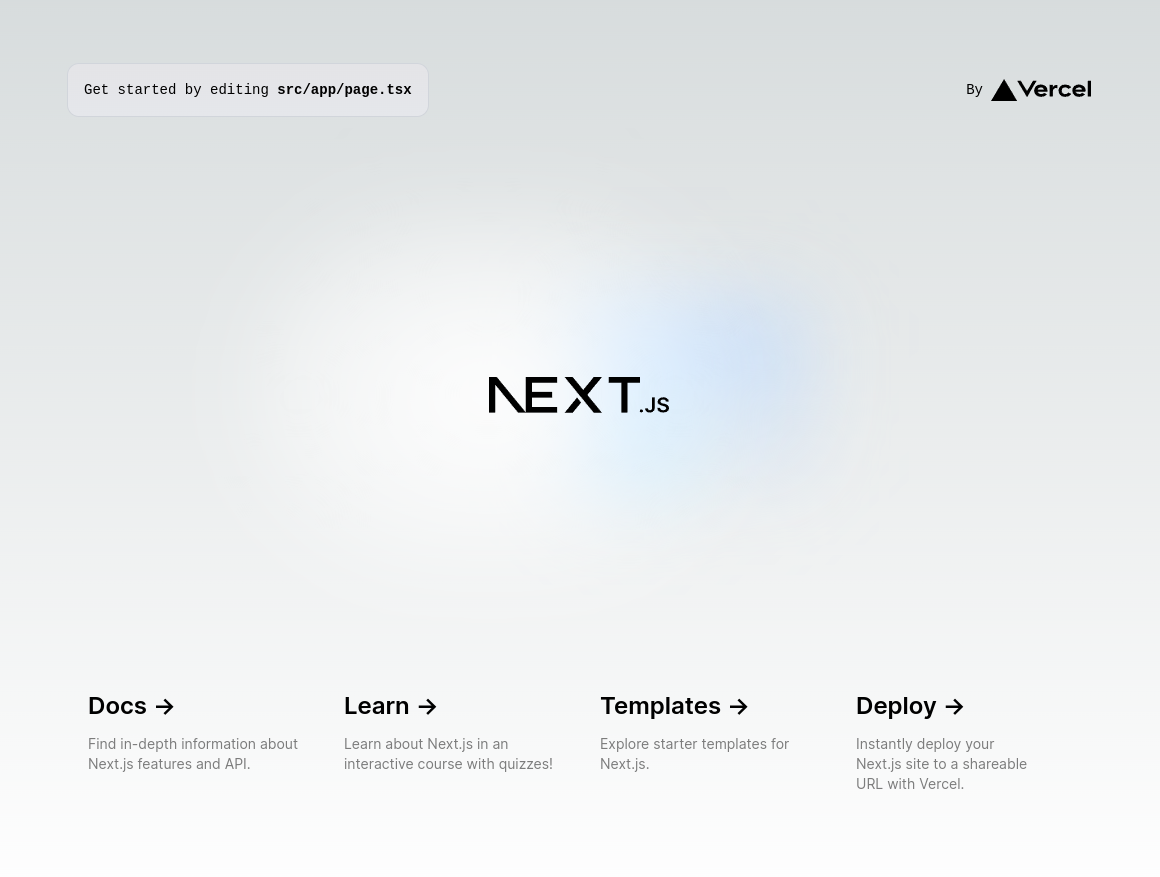 Get started by editing src/app/page.tsx
By ▲Vercel
NEXT.JS
Docs →
Find in-depth information about
Next.js features and API.
Learn →
Learn about Next.js in an
interactive course with quizzes!
Templates →
Explore starter templates for
Next.js.
Deploy →
Instantly deploy your
Next.js site to a shareable
URL with Vercel.